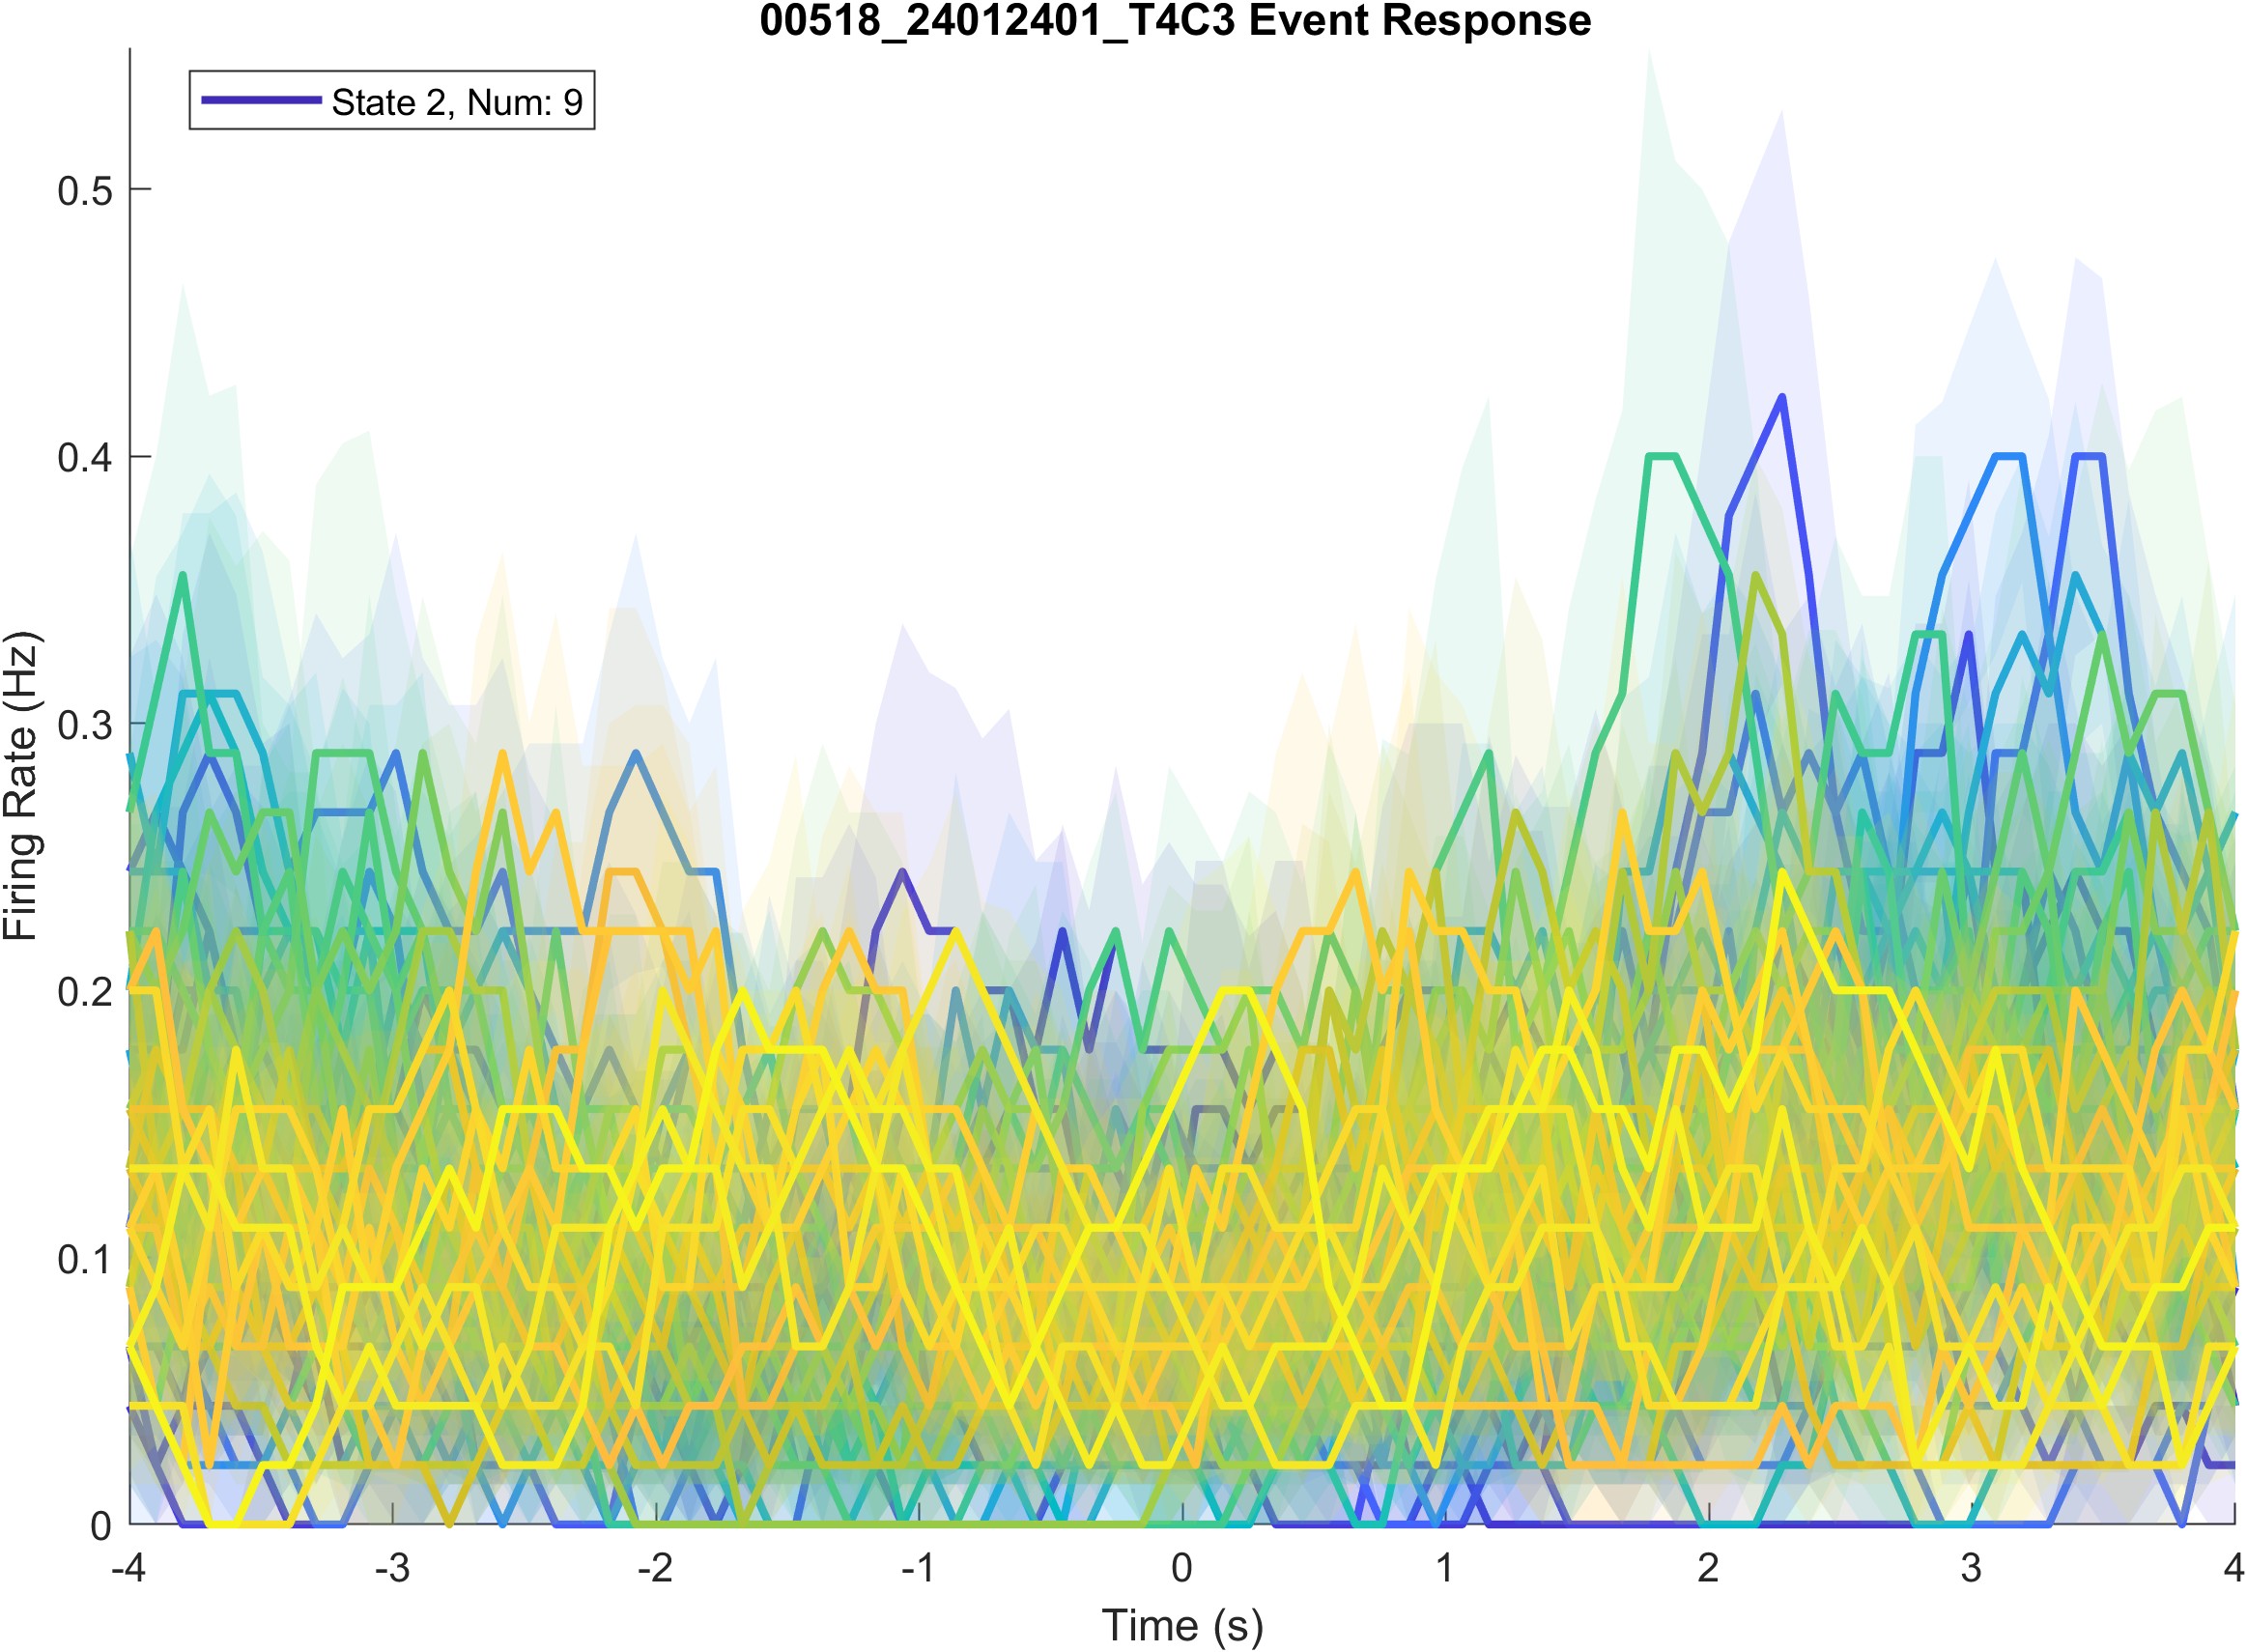 00518_24012401_T4C3 Event Response
State 2, Num: 9
0.5
0.4
0.3
0.2
0.1
0
Firing Rate (Hz)
-4 -3 -2 -1 0 1 2 3 4
Time (s)